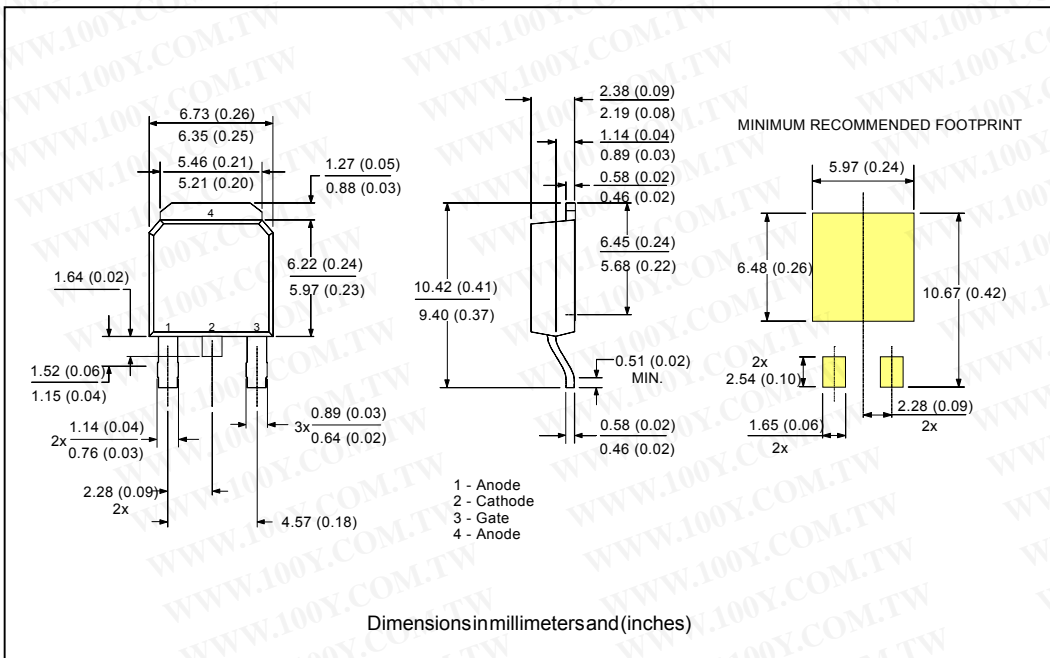 6.73 (0.26)
6.35 (0.25)
5.46 (0.21)
5.21 (0.20)
1.27 (0.05)
0.88 (0.03)
4
1.64 (0.02)
6.22 (0.24)
5.97 (0.23)
1 2 3
1.52 (0.06)
1.15 (0.04)
2x
1.14 (0.04)
0.76 (0.03)
3x
0.89 (0.03)
0.64 (0.02)
2.28 (0.09)
2x
4.57 (0.18)
2.38 (0.09)
2.19 (0.08)
1.14 (0.04)
0.89 (0.03)
0.58 (0.02)
0.46 (0.02)
6.45 (0.24)
5.68 (0.22)
10.42 (0.41)
9.40 (0.37)
0.51 (0.02)
MIN.
0.58 (0.02)
0.46 (0.02)
1 - Anode
2 - Cathode
3 - Gate
4 - Anode
MINIMUM RECOMMENDED FOOTPRINT
5.97 (0.24)
6.48 (0.26)
10.67 (0.42)
2x
2.54 (0.10)
2.28 (0.09)
2x
1.65 (0.06)
2x
Dimensionsinmillimetersand(inches)
WWW.100Y.COM.TW